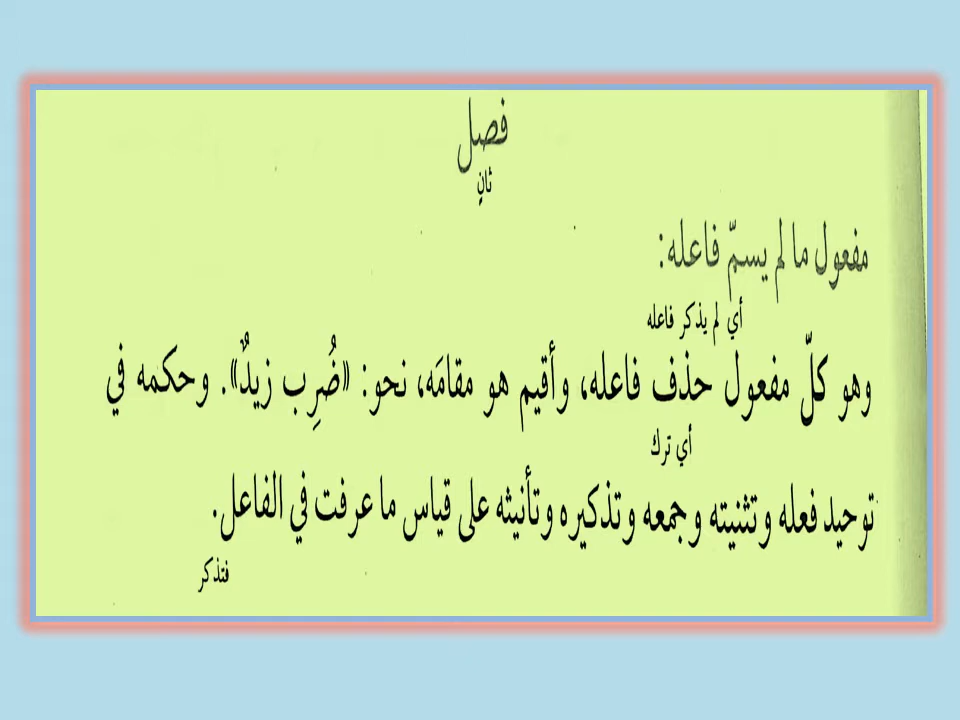 فصل
ثانٍ
مفعول ما لم يسمّ فاعله:
أي لم يذكر فاعله
وهو كلّ مفعول حذف فاعله، وأقيم هو مقامَه، نحو: «ضُرِب زيدٌ». وحكمه في
أي ترك
توحيد فعله وتثنيته وجمعه وتذكيره وتأنيثه على قياس ما عرفت في الفاعل.
فتذكر